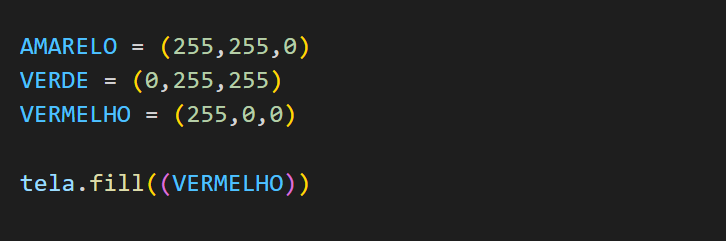 AMARELO = (255,255,0)
VERDE = (0,255,255)
VERMELHO = (255,0,0)
tela.fill((VERMELHO))